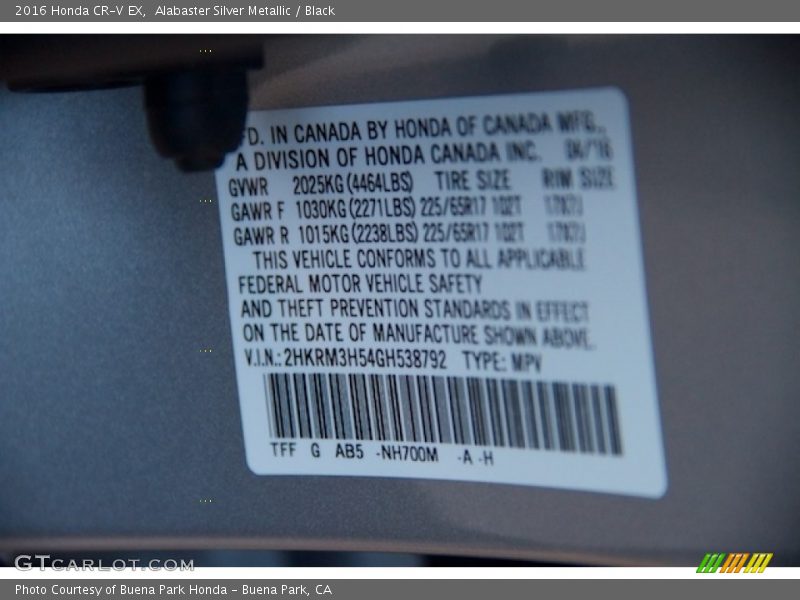 2016 Honda CR-V EX, Alabaster Silver Metallic / Black
FD. IN CANADA BY HONDA OF CANADA MFG.,
A DIVISION OF HONDA CANADA INC. 04/16
GVWR 2025KG (4464LBS) TIRE SIZE RIM SIZE
GAWR F 1030KG (2271LBS) 225/65R17 102T 17X7J
GAWR R 1015KG (2238LBS) 225/65R17 102T 17X7J
THIS VEHICLE CONFORMS TO ALL APPLICABLE
FEDERAL MOTOR VEHICLE SAFETY
AND THEFT PREVENTION STANDARDS IN EFFECT
ON THE DATE OF MANUFACTURE SHOWN ABOVE.
V.I.N.: 2HKRM3H54GH538792 TYPE: MPV
TFF G AB5 -NH700M -A -H
GTCARLOT.COM
Photo Courtesy of Buena Park Honda - Buena Park, CA